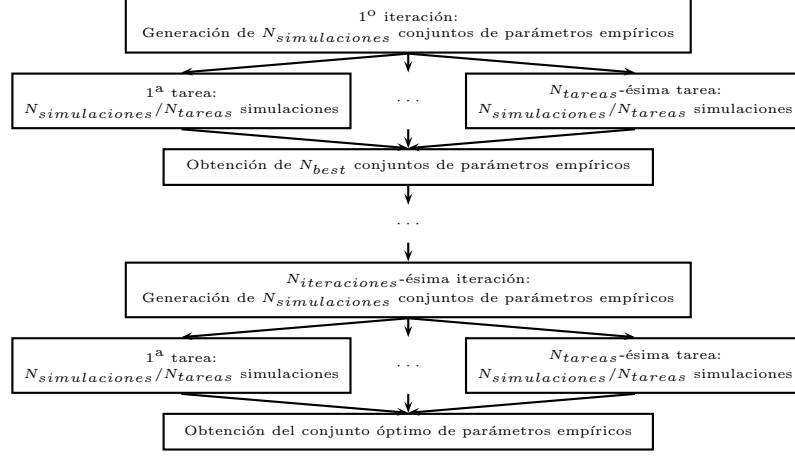 1º iteración:
Generación de N_simulaciones conjuntos de parámetros empíricos
1ª tarea:
N_simulaciones/N_tareas simulaciones
...
N_tareas-ésima tarea:
N_simulaciones/N_tareas simulaciones
Obtención de N_best conjuntos de parámetros empíricos
...
N_iteraciones-ésima iteración:
Generación de N_simulaciones conjuntos de parámetros empíricos
1ª tarea:
N_simulaciones/N_tareas simulaciones
...
N_tareas-ésima tarea:
N_simulaciones/N_tareas simulaciones
Obtención del conjunto óptimo de parámetros empíricos